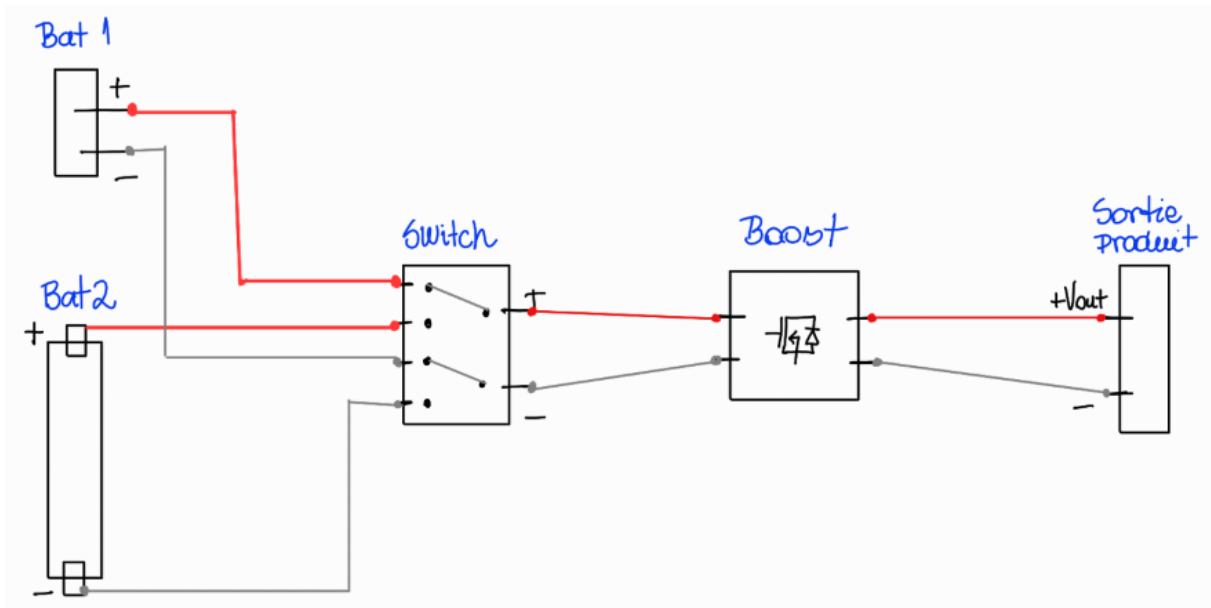 Bat 1
+
−
Bat2
+
−
Switch
+
−
Boost
Sortie
Produit
+Vout
−